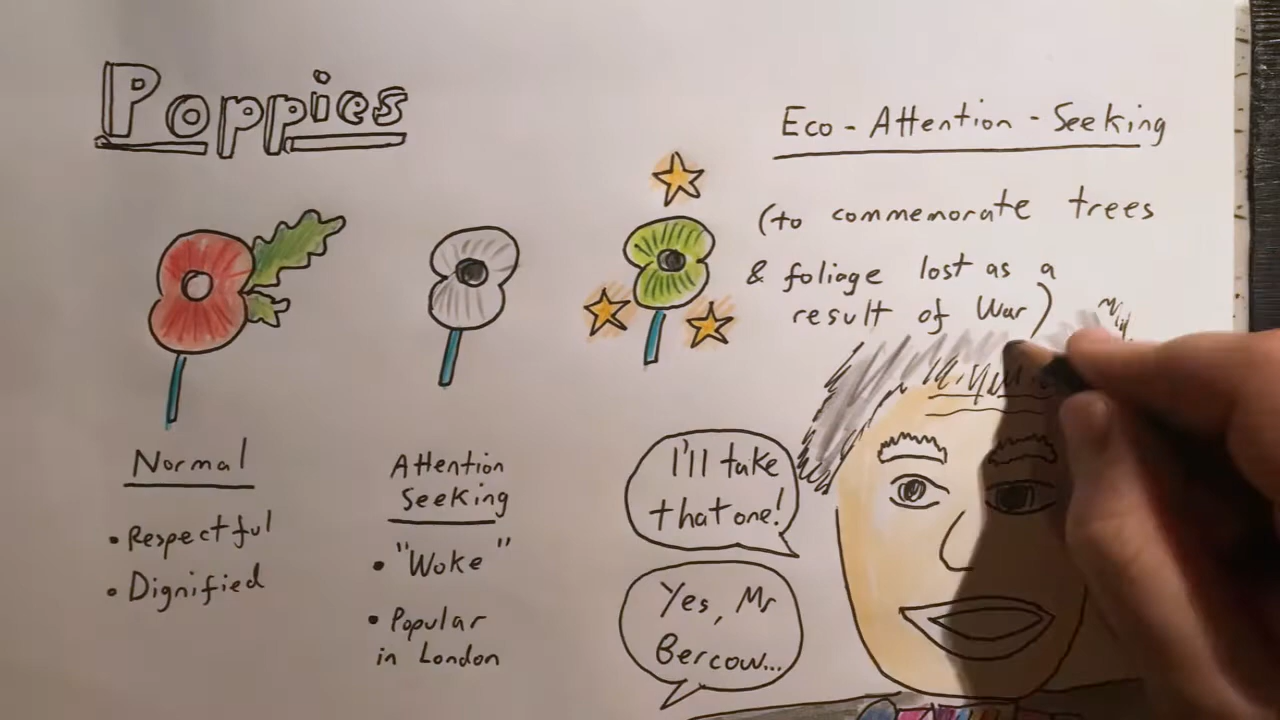 Poppies
Normal
• Respectful
• Dignified
Attention
Seeking
• "Woke"
• Popular
in London
Eco - Attention - Seeking
(to commemorate trees
& foliage lost as a
result of War)
I'll take
that one!
Yes, Mr
Bercow...